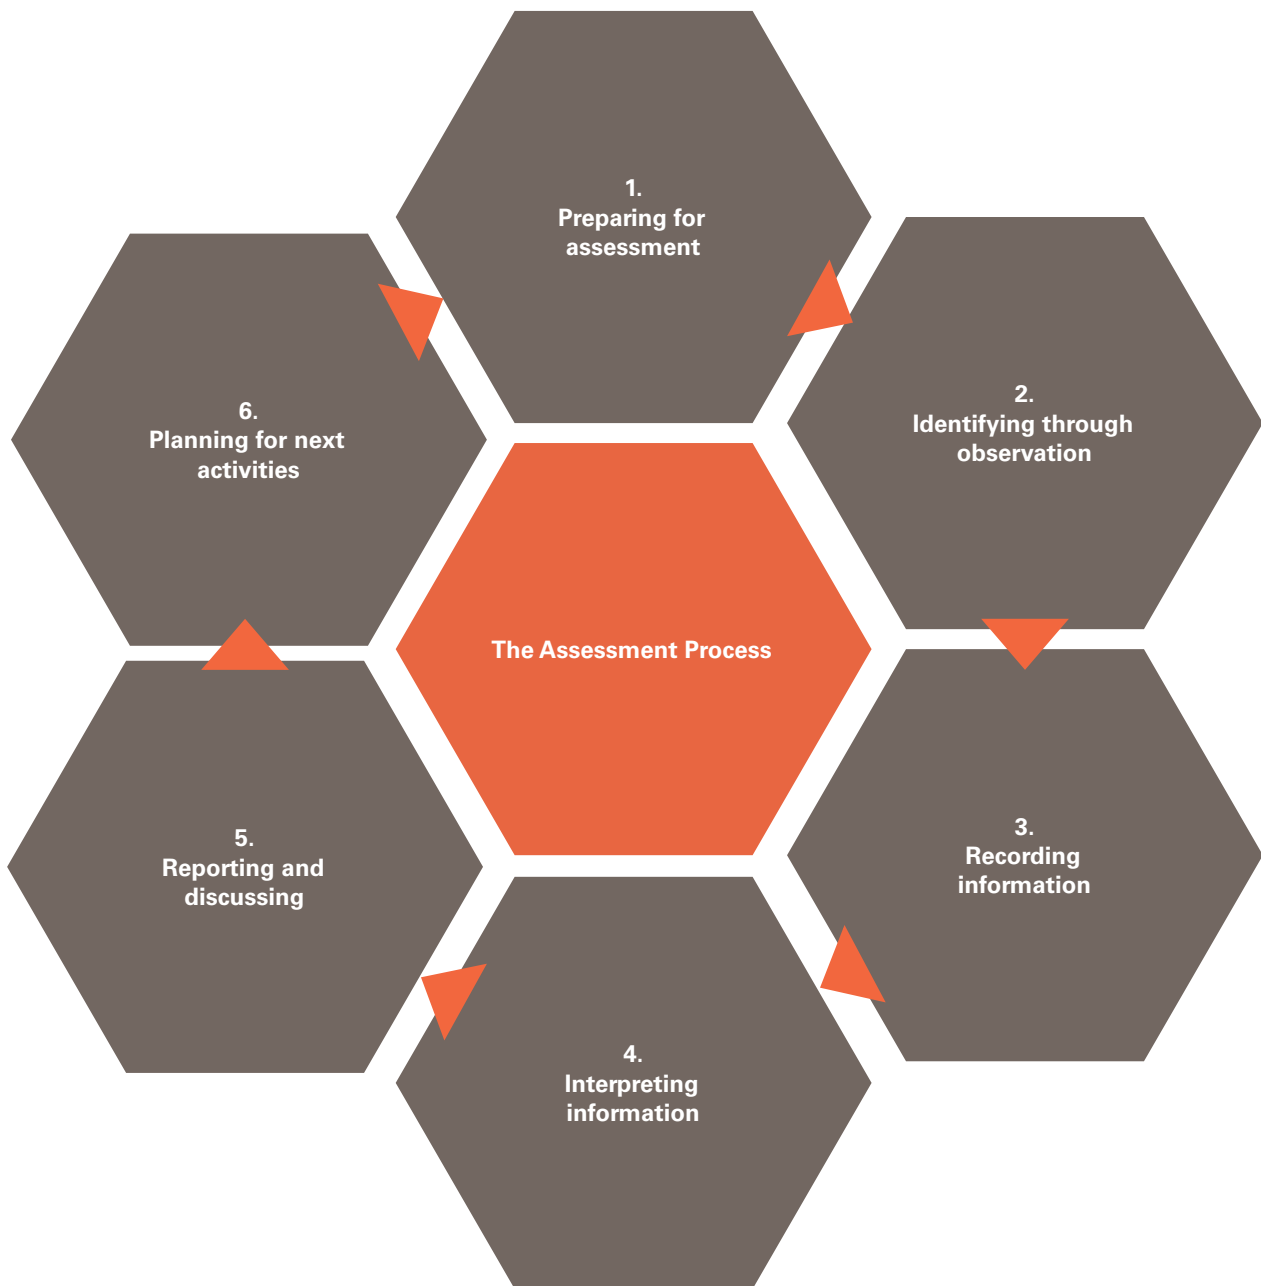 1.
Preparing for
assessment
2.
Identifying through
observation
3.
Recording
information
4.
Interpreting
information
5.
Reporting and
discussing
6.
Planning for next
activities
The Assessment Process